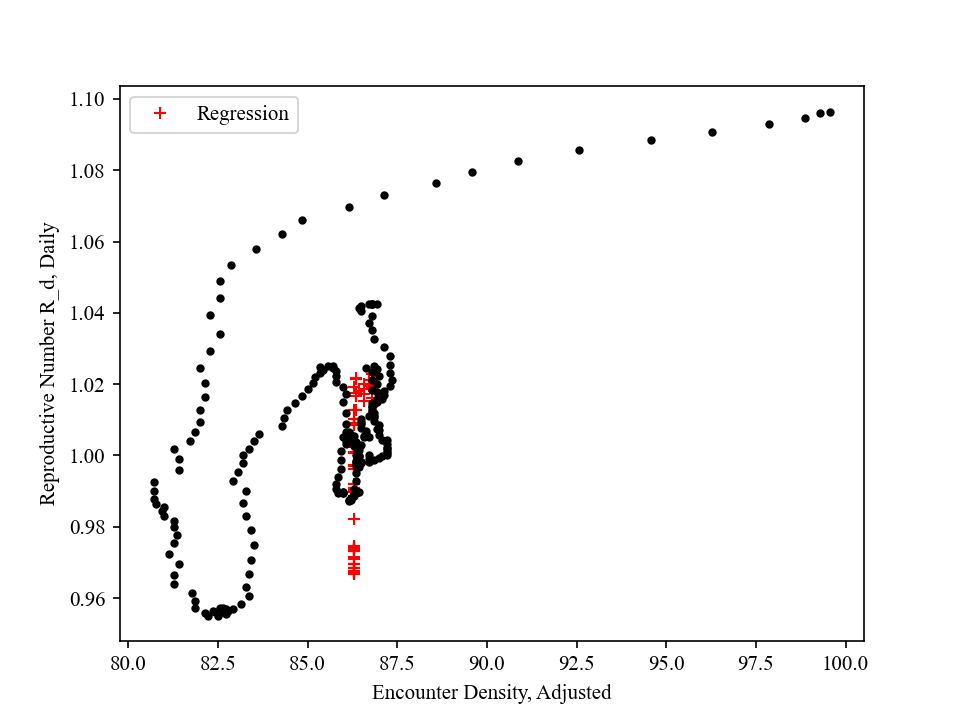 Regression
Reproductive Number R_d, Daily
1.10
1.08
1.06
1.04
1.02
1.00
0.98
0.96
80.0 82.5 85.0 87.5 90.0 92.5 95.0 97.5 100.0
Encounter Density, Adjusted